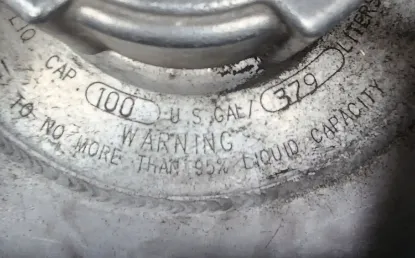 LIQ CAP 100 U.S. GAL/ 379 LITERS
WARNING
TO NO MORE THAN 95% LIQUID CAPACITY